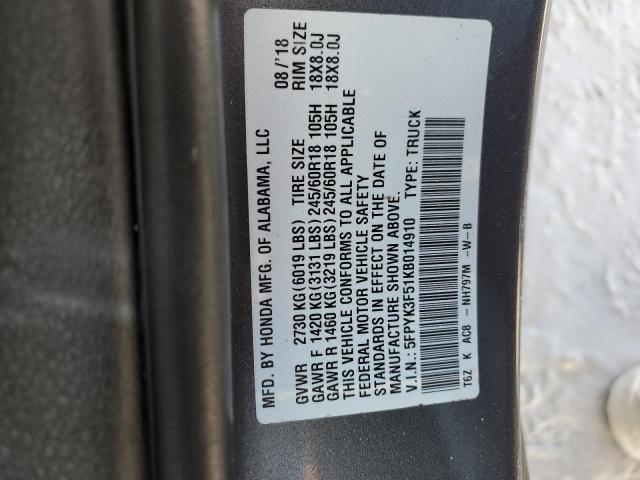 MFD. BY HONDA MFG. OF ALABAMA, LLC 08/'18
GVWR 2730 KG (6019 LBS) TIRE SIZE RIM SIZE
GAWR F 1420 KG (3131 LBS) 245/60R18 105H 18X8.0J
GAWR R 1460 KG (3219 LBS) 245/60R18 105H 18X8.0J
THIS VEHICLE CONFORMS TO ALL APPLICABLE
FEDERAL MOTOR VEHICLE SAFETY
STANDARDS IN EFFECT ON THE DATE OF
MANUFACTURE SHOWN ABOVE.
V.I.N.: 5FPYK3F51KB014910 TYPE: TRUCK
T6Z K AC8 -NH797M -W-B